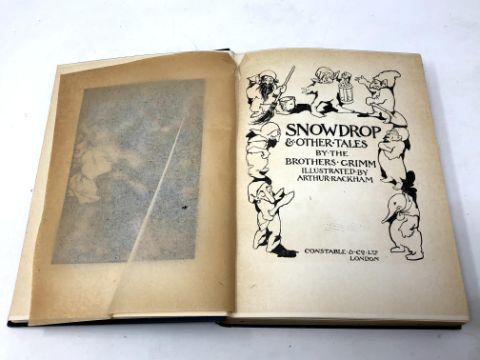 SNOWDROP
& OTHER · TALES
BY · THE
BROTHERS · GRIMM
ILLUSTRATED · BY
ARTHUR · RACKHAM
CONSTABLE · & · Cº · Lᵀᴰ
LONDON